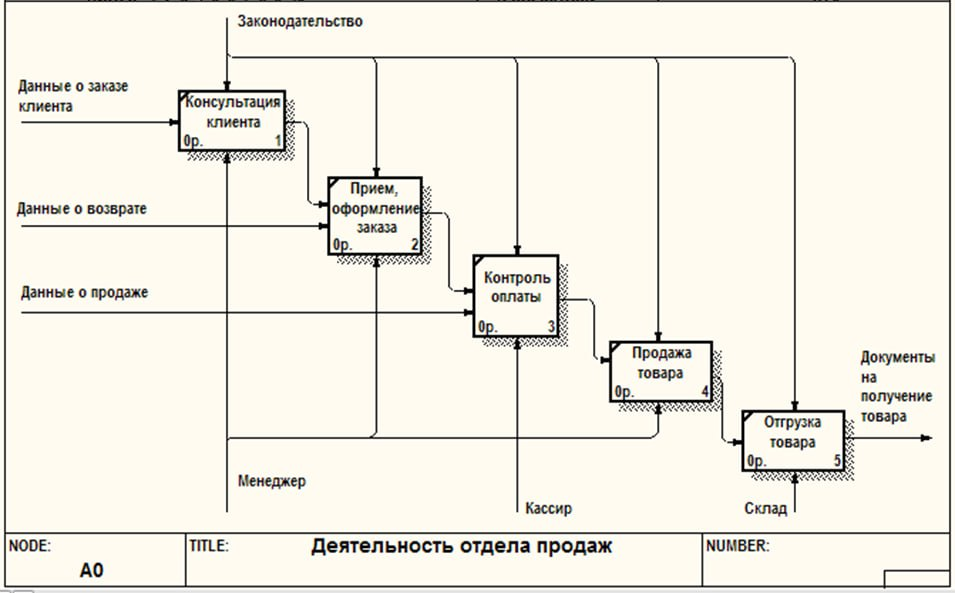 Законодательство
Данные о заказе
клиента
Консультация
клиента
0р. 1
Данные о возврате
Прием,
оформление
заказа
0р. 2
Данные о продаже
Контроль
оплаты
0р. 3
Продажа
товара
0р. 4
Документы
на
получение
товара
Отгрузка
товара
0р. 5
Менеджер
Кассир
Склад
NODE:
A0
TITLE:
Деятельность отдела продаж
NUMBER: